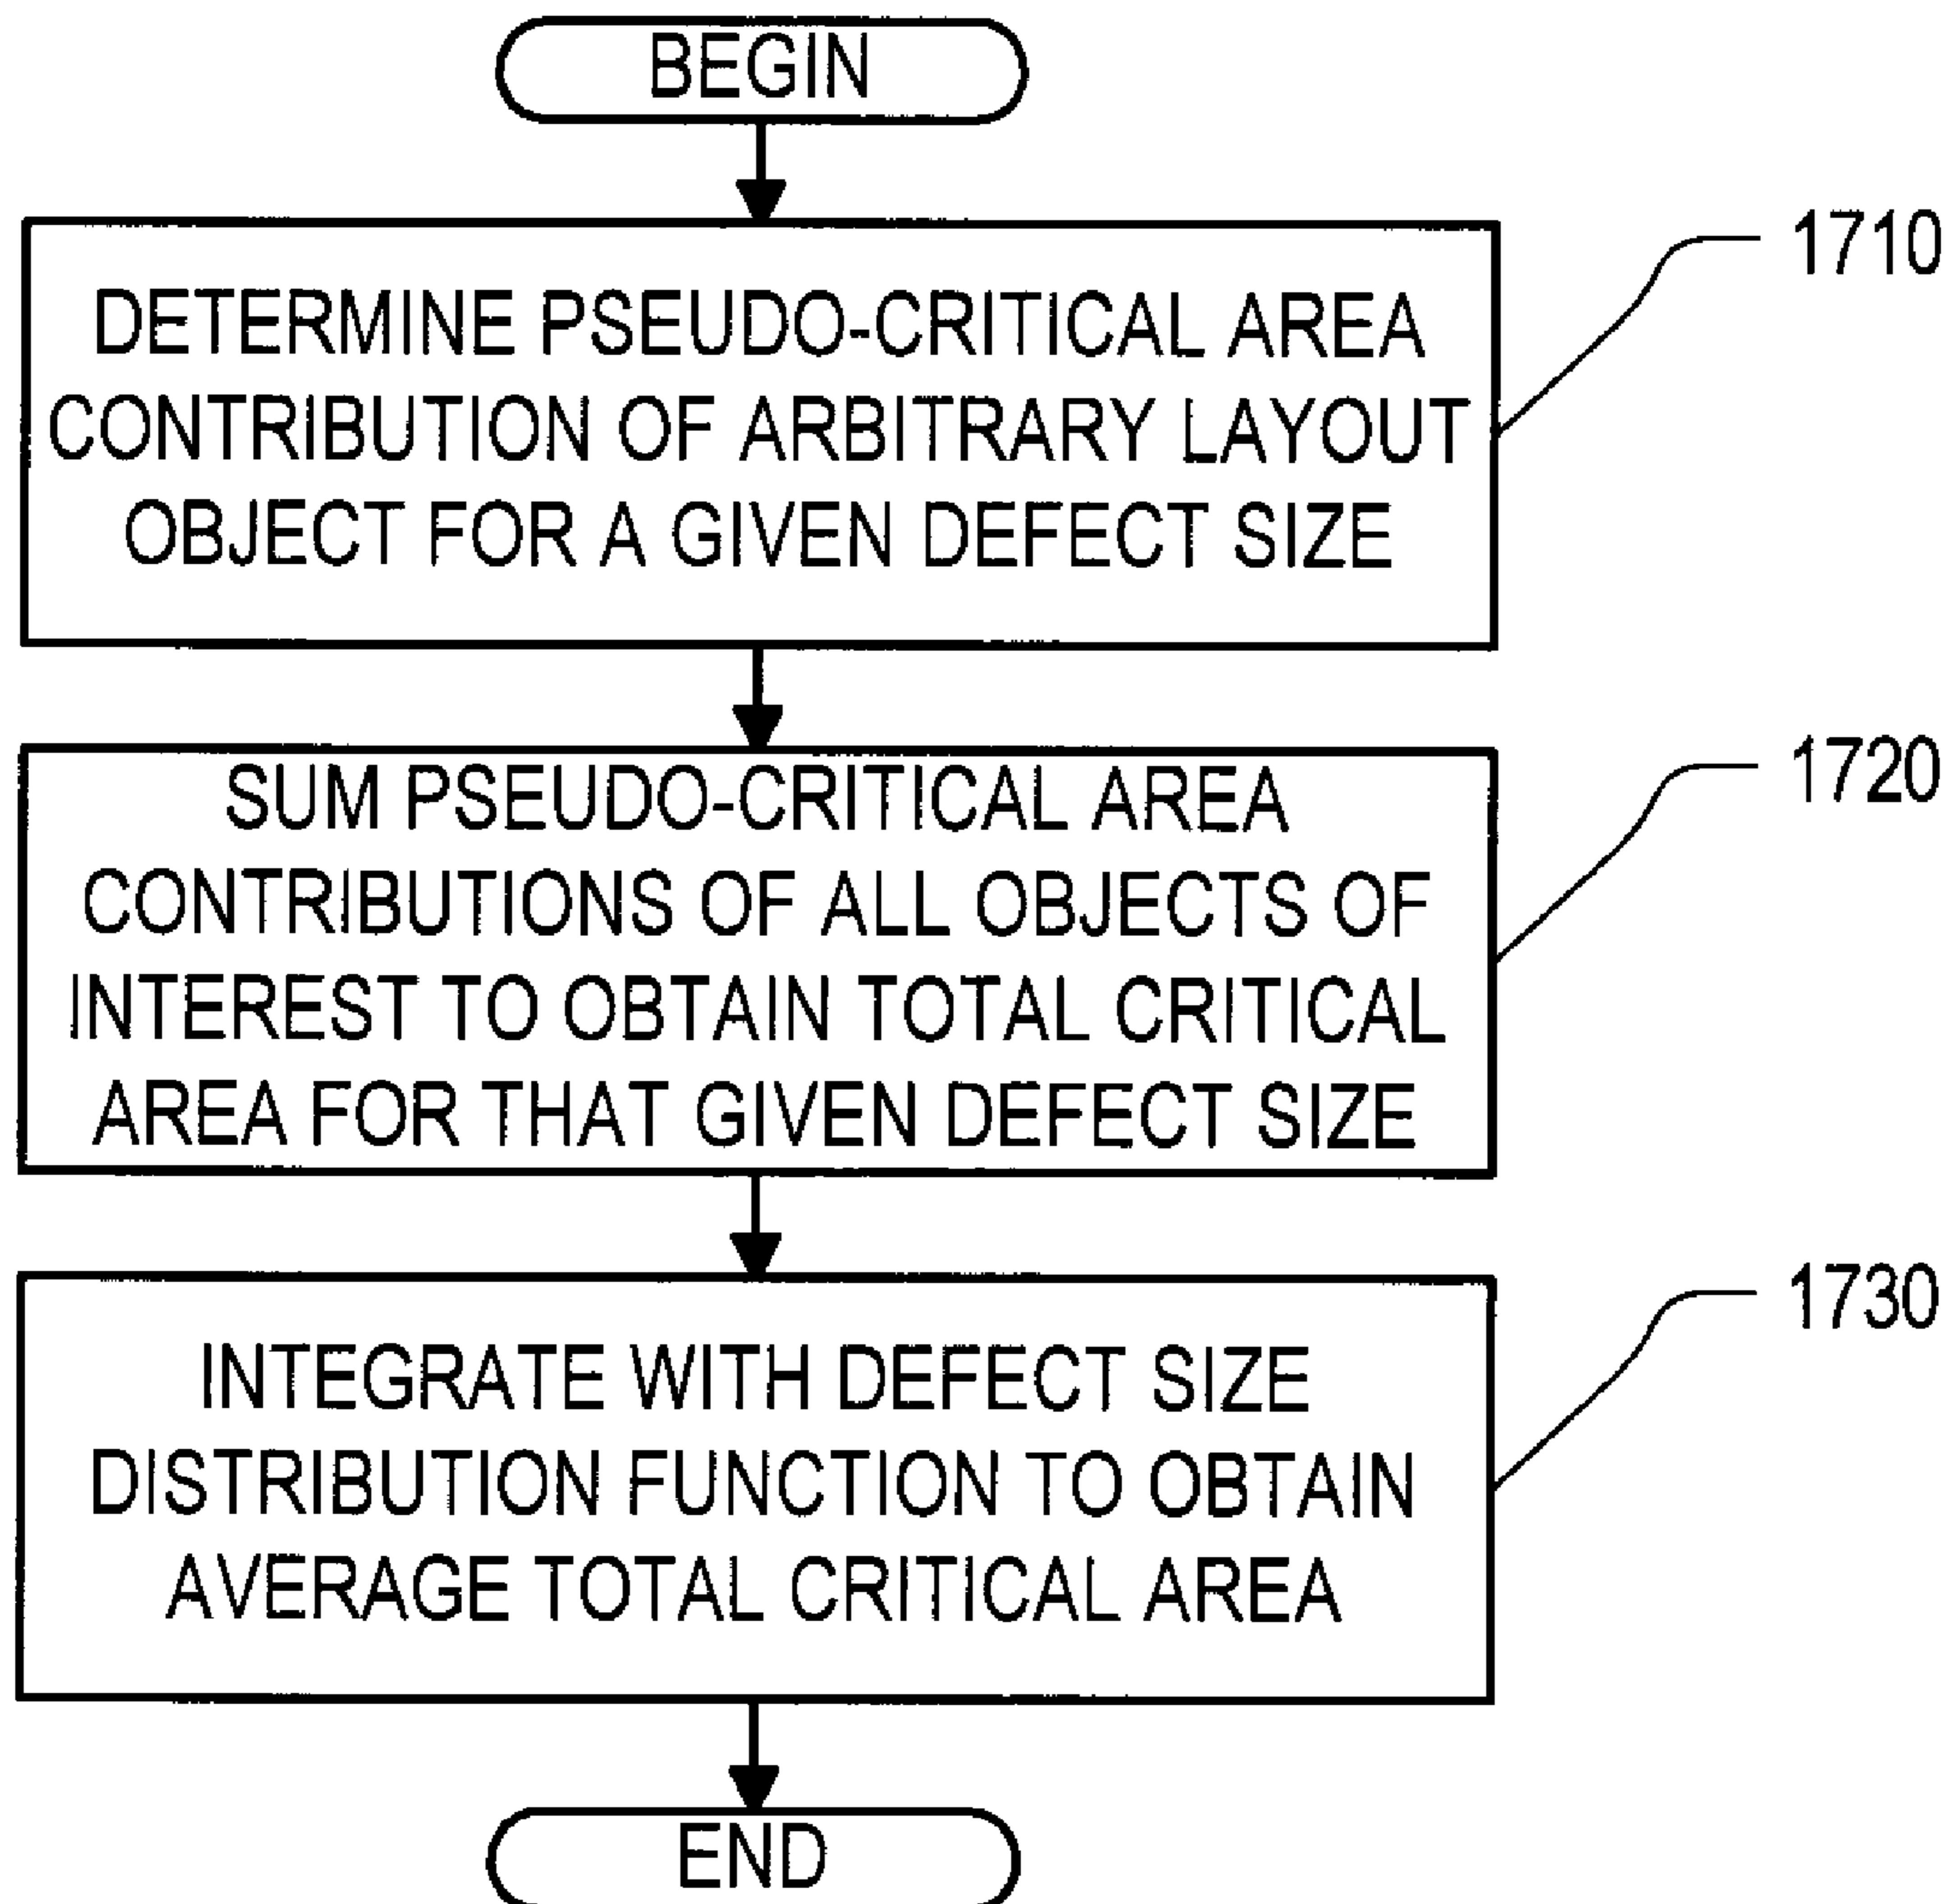 BEGIN
DETERMINE PSEUDO-CRITICAL AREA
CONTRIBUTION OF ARBITRARY LAYOUT
OBJECT FOR A GIVEN DEFECT SIZE
1710
SUM PSEUDO-CRITICAL AREA
CONTRIBUTIONS OF ALL OBJECTS OF
INTEREST TO OBTAIN TOTAL CRITICAL
AREA FOR THAT GIVEN DEFECT SIZE
1720
INTEGRATE WITH DEFECT SIZE
DISTRIBUTION FUNCTION TO OBTAIN
AVERAGE TOTAL CRITICAL AREA
1730
END